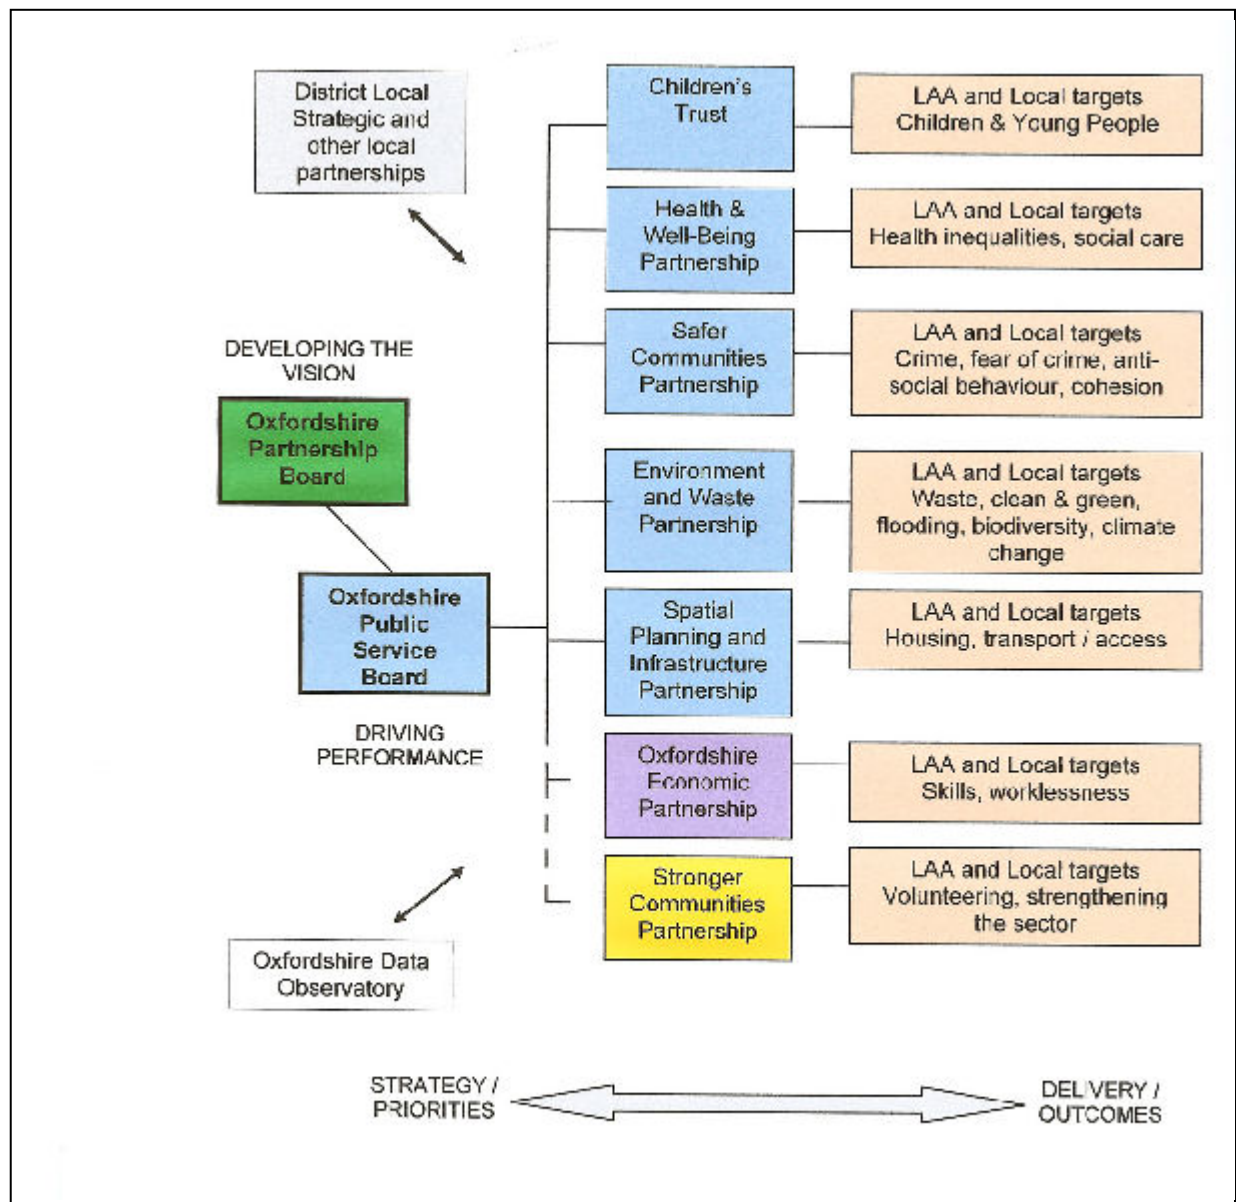 District Local
Strategic and
other local
partnerships
DEVELOPING THE
VISION
Oxfordshire
Partnership
Board
Oxfordshire
Public
Service
Board
DRIVING
PERFORMANCE
Oxfordshire Data
Observatory
Children's
Trust
LAA and Local targets
Children & Young People
Health &
Well-Being
Partnership
LAA and Local targets
Health inequalities, social care
Safer
Communities
Partnership
LAA and Local targets
Crime, fear of crime, anti-
social behaviour, cohesion
Environment
and Waste
Partnership
LAA and Local targets
Waste, clean & green,
flooding, biodiversity, climate
change
Spatial
Planning and
Infrastructure
Partnership
LAA and Local targets
Housing, transport / access
Oxfordshire
Economic
Partnership
LAA and Local targets
Skills, worklessness
Stronger
Communities
Partnership
LAA and Local targets
Volunteering, strengthening
the sector
STRATEGY /
PRIORITIES
DELIVERY /
OUTCOMES